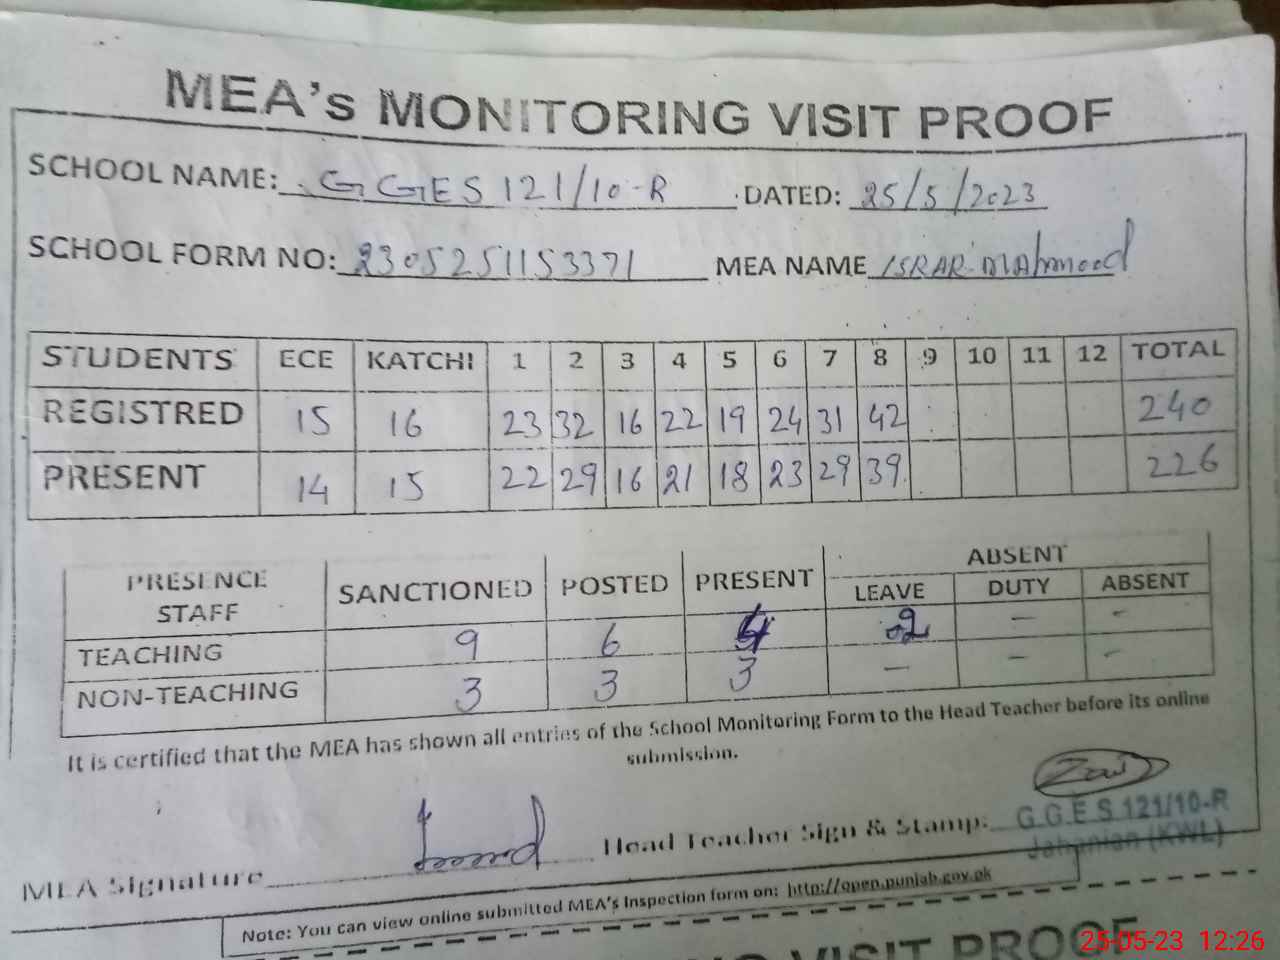 MEA's MONITORING VISIT PROOF
SCHOOL NAME: GGES 121/10-R DATED: 25/5/2023
SCHOOL FORM NO: 2305251153371 MEA NAME ISRAR Mahmood
STUDENTS ECE KATCHI 1 2 3 4 5 6 7 8 9 10 11 12 TOTAL
REGISTRED 15 16 23 32 16 22 19 24 31 42 240
PRESENT 14 15 22 29 16 21 18 23 29 39 226
PRESENCE STAFF SANCTIONED POSTED PRESENT ABSENT
LEAVE DUTY ABSENT
TEACHING 9 6 4 2 - -
NON-TEACHING 3 3 3 - - -
It is certified that the MEA has shown all entries of the School Monitoring Form to the Head Teacher before its online
submission.
MEA Signature Head Teacher Sign & Stamp:
G.G.E.S 121/10-R
Jahanian (KWL)
Note: You can view online submitted MEA's Inspection form on: http://open.punjab.gov.pk
VISIT PROOF
25-05-23 12:26